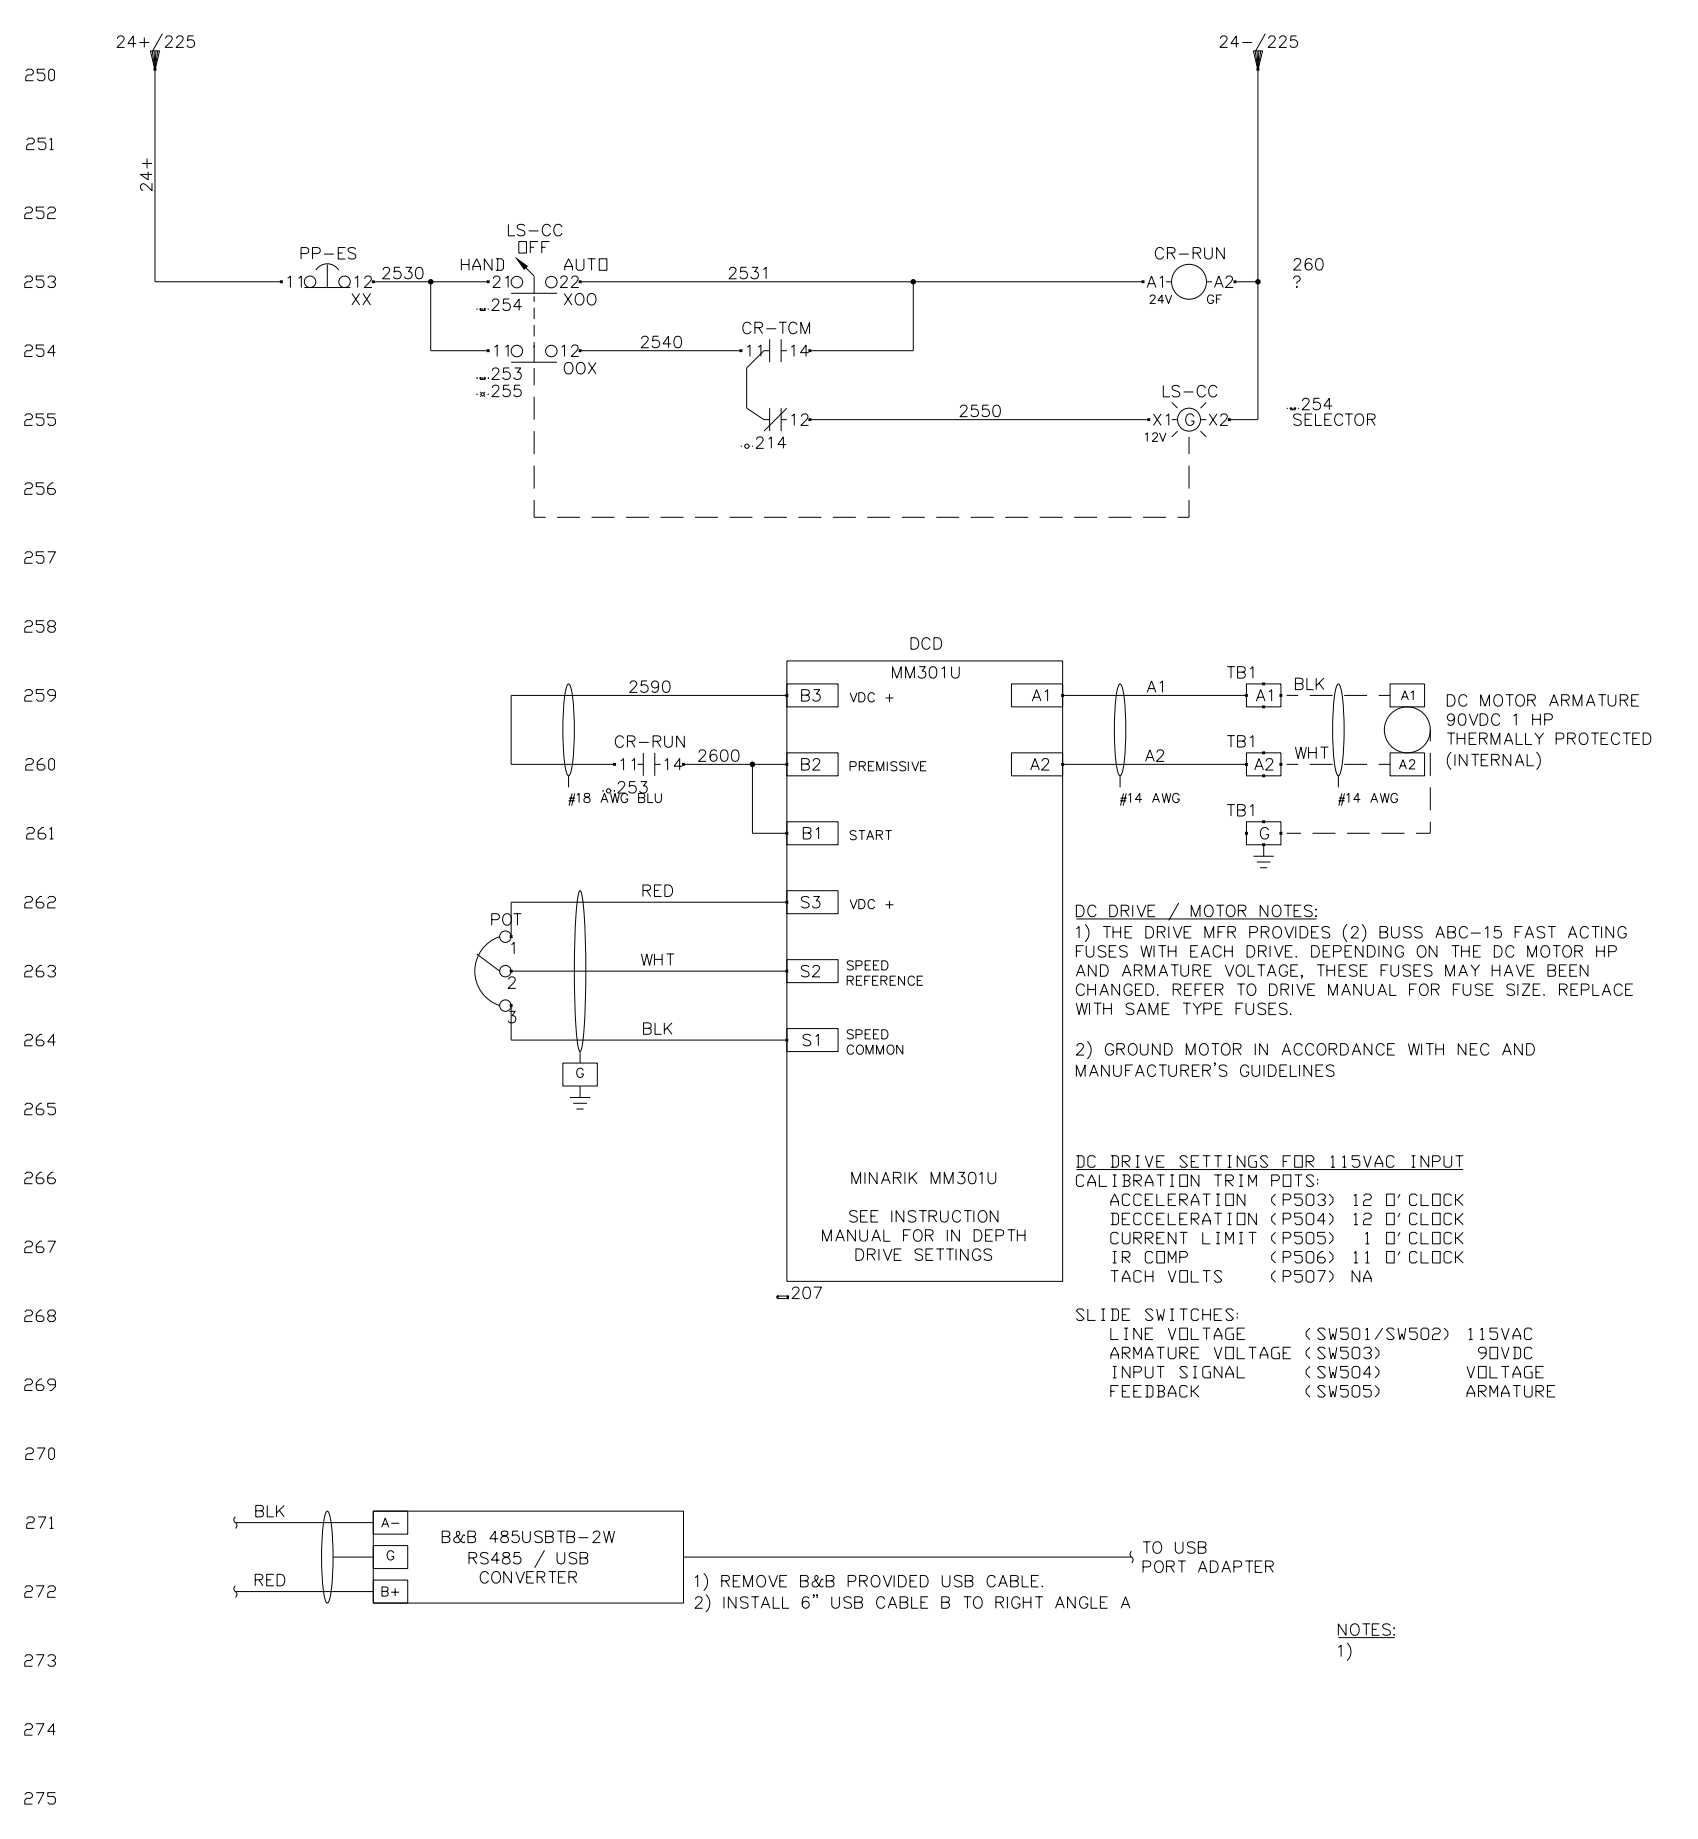 24+/225
24-/225
250
251
24+
252
LS-CC
OFF
PP-ES
HAND
AUTO
CR-RUN
253
11 12
2530
21 22
2531
A1 A2
260
?
XX
.254
XOO
24V
GF
CR-TCM
254
11 12
2540
11 14
.253
OOX
.255
LS-CC
255
12
2550
X1 G X2
.254
SELECTOR
12V
.214
256
257
258
DCD
MM301U
259
2590
B3
VDC +
A1
A1
TB1
A1
BLK
A1
DC MOTOR ARMATURE
90VDC 1 HP
THERMALLY PROTECTED
(INTERNAL)
260
CR-RUN
11 14
2600
B2
PREMISSIVE
A2
A2
TB1
A2
WHT
A2
.253
#18 AWG BLU
#14 AWG
#14 AWG
261
B1
START
TB1
G
262
RED
S3
VDC +
POT
1
263
WHT
S2
SPEED
REFERENCE
2
3
264
BLK
S1
SPEED
COMMON
G
DC DRIVE / MOTOR NOTES:
1) THE DRIVE MFR PROVIDES (2) BUSS ABC-15 FAST ACTING
FUSES WITH EACH DRIVE. DEPENDING ON THE DC MOTOR HP
AND ARMATURE VOLTAGE, THESE FUSES MAY HAVE BEEN
CHANGED. REFER TO DRIVE MANUAL FOR FUSE SIZE. REPLACE
WITH SAME TYPE FUSES.
2) GROUND MOTOR IN ACCORDANCE WITH NEC AND
MANUFACTURER'S GUIDELINES
265
266
MINARIK MM301U
SEE INSTRUCTION
MANUAL FOR IN DEPTH
DRIVE SETTINGS
267
207
DC DRIVE SETTINGS FOR 115VAC INPUT
CALIBRATION TRIM POTS:
ACCELERATION (P503) 12 O'CLOCK
DECCELERATION (P504) 12 O'CLOCK
CURRENT LIMIT (P505) 1 O'CLOCK
IR COMP (P506) 11 O'CLOCK
TACH VOLTS (P507) NA
268
SLIDE SWITCHES:
LINE VOLTAGE (SW501/SW502) 115VAC
ARMATURE VOLTAGE (SW503) 90VDC
INPUT SIGNAL (SW504) VOLTAGE
FEEDBACK (SW505) ARMATURE
269
270
271
BLK
A-
G
B&B 485USBTB-2W
RS485 / USB
CONVERTER
TO USB
PORT ADAPTER
272
RED
B+
1) REMOVE B&B PROVIDED USB CABLE.
2) INSTALL 6" USB CABLE B TO RIGHT ANGLE A
NOTES:
1)
273
274
275